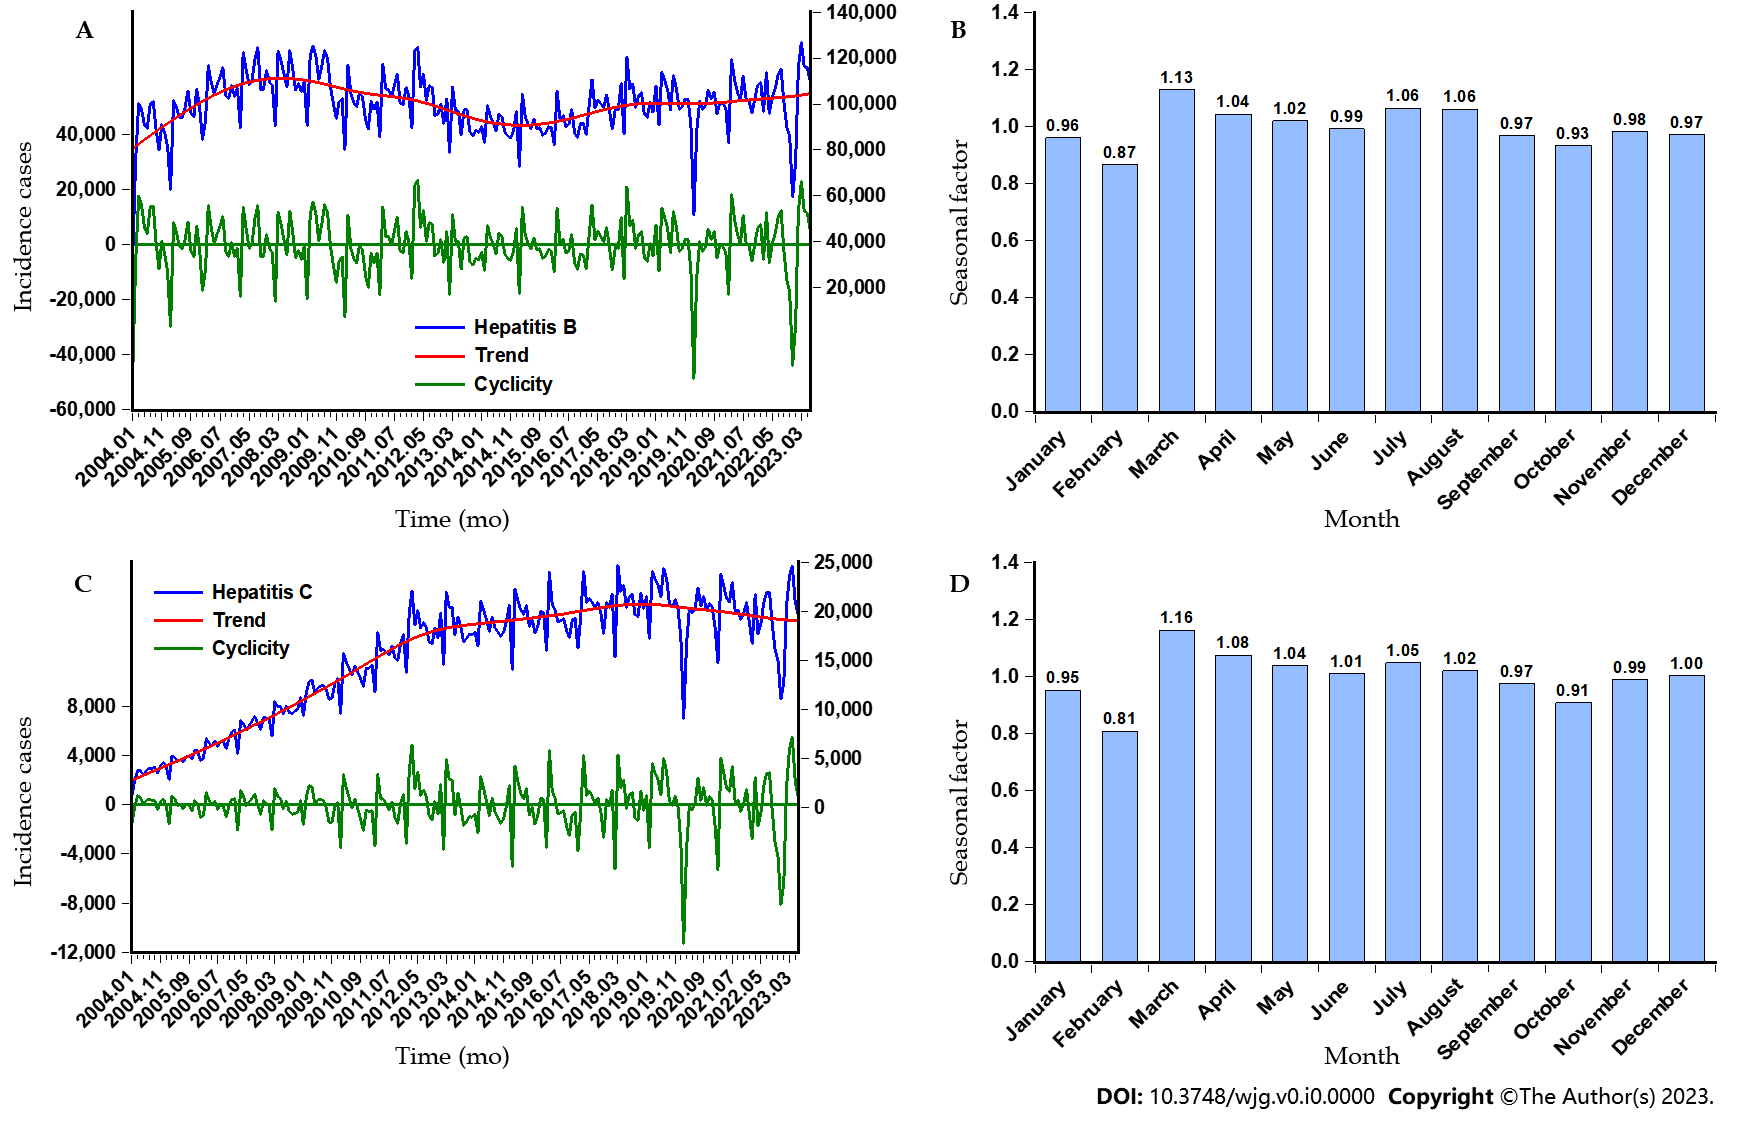 A
140,000
120,000
100,000
80,000
60,000
40,000
20,000
40,000
20,000
0
-20,000
-40,000
-60,000
Incidence cases
Hepatitis B
Trend
Cyclicity
2004.01
2004.11
2005.09
2006.07
2007.05
2008.03
2009.01
2009.11
2010.09
2011.07
2012.05
2013.03
2014.01
2014.11
2015.09
2016.07
2017.05
2018.03
2019.01
2019.11
2020.09
2021.07
2022.05
2023.03
Time (mo)
B
1.4
1.2
1.0
0.8
0.6
0.4
0.2
0.0
Seasonal factor
0.96
0.87
1.13
1.04
1.02
0.99
1.06
1.06
0.97
0.93
0.98
0.97
January
February
March
April
May
June
July
August
September
October
November
December
Month
C
Hepatitis C
Trend
Cyclicity
25,000
20,000
15,000
10,000
5,000
0
8,000
4,000
0
-4,000
-8,000
-12,000
Incidence cases
2004.01
2004.11
2005.09
2006.07
2007.05
2008.03
2009.01
2009.11
2010.09
2011.07
2012.05
2013.03
2014.01
2014.11
2015.09
2016.07
2017.05
2018.03
2019.01
2019.11
2020.09
2021.07
2022.05
2023.03
Time (mo)
D
1.4
1.2
1.0
0.8
0.6
0.4
0.2
0.0
Seasonal factor
0.95
0.81
1.16
1.08
1.04
1.01
1.05
1.02
0.97
0.91
0.99
1.00
January
February
March
April
May
June
July
August
September
October
November
December
Month
DOI: 10.3748/wjg.v0.i0.0000 Copyright ©The Author(s) 2023.